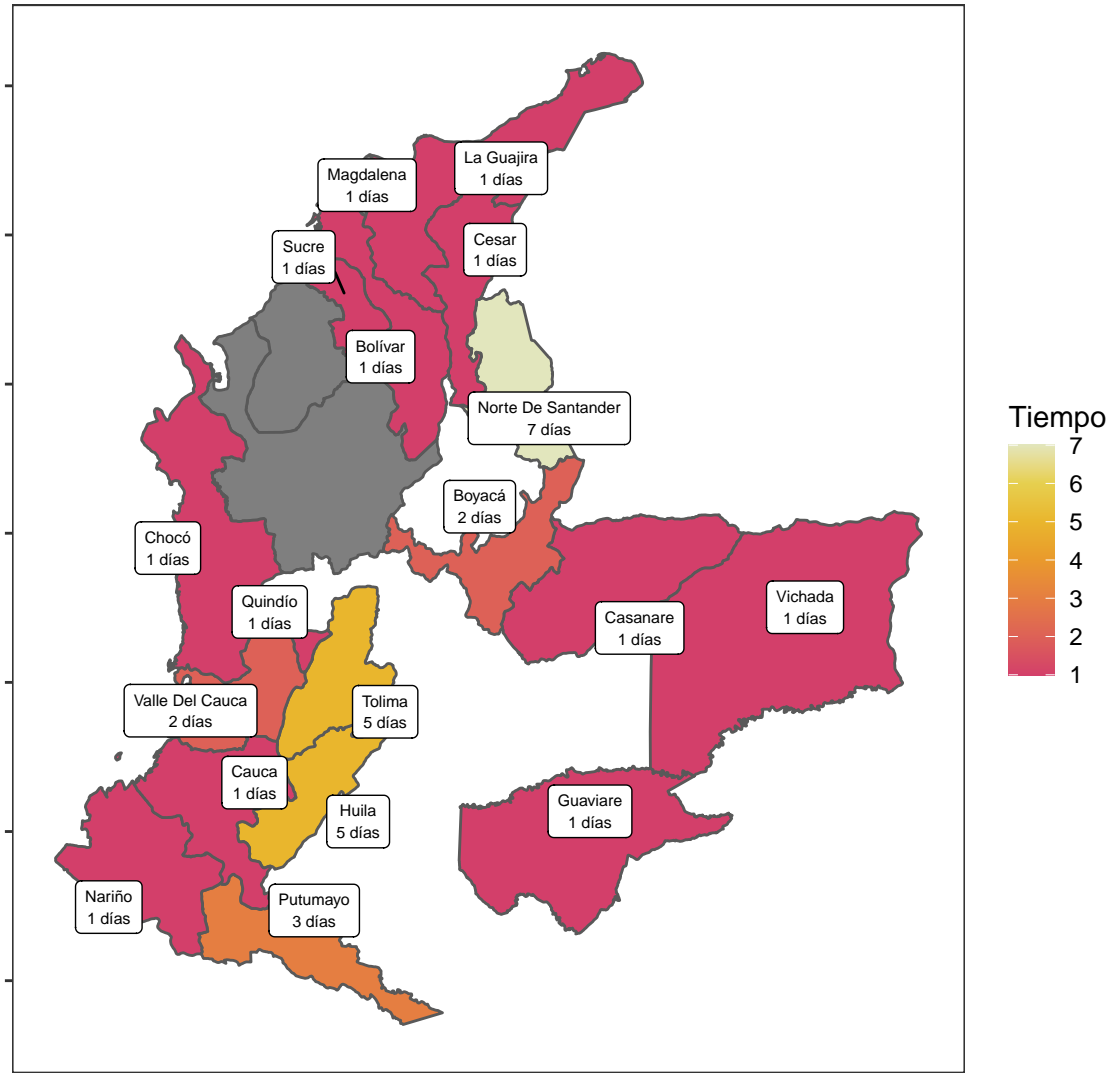 La Guajira
1 días
Magdalena
1 días
Sucre
1 días
Cesar
1 días
Bolívar
1 días
Norte De Santander
7 días
Boyacá
2 días
Chocó
1 días
Quindío
1 días
Casanare
1 días
Vichada
1 días
Valle Del Cauca
2 días
Tolima
5 días
Cauca
1 días
Huila
5 días
Guaviare
1 días
Nariño
1 días
Putumayo
3 días
Tiempo
7
6
5
4
3
2
1